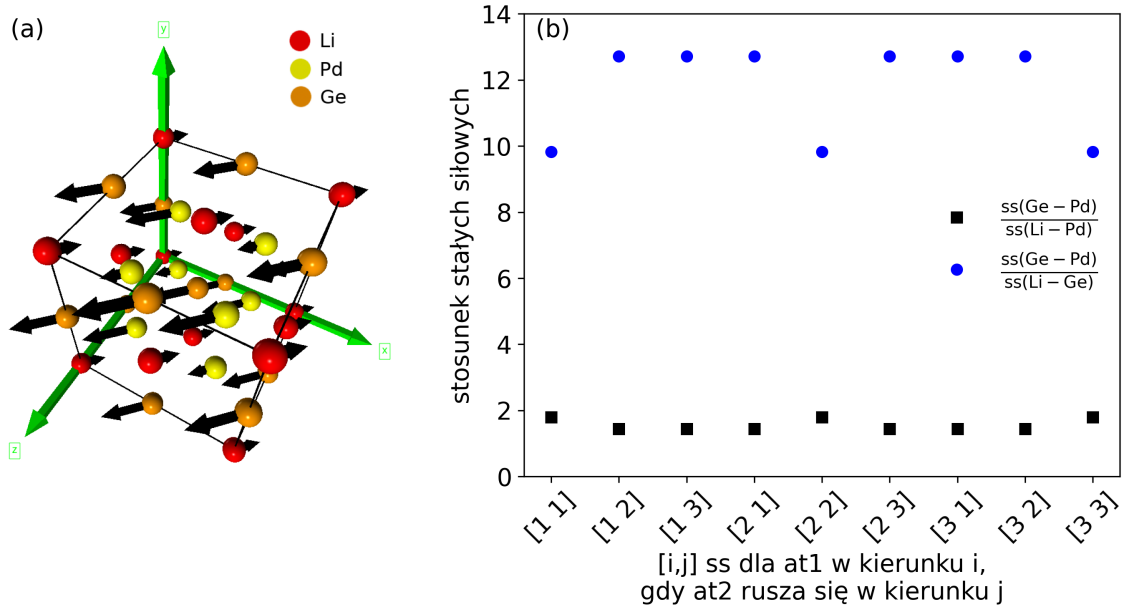 (a)
Li
Pd
Ge
y
x
z
(b)
stosunek stałych siłowych
14
12
10
8
6
4
2
0
ss(Ge − Pd)
ss(Li − Pd)
ss(Ge − Pd)
ss(Li − Ge)
[1 1]
[1 2]
[1 3]
[2 1]
[2 2]
[2 3]
[3 1]
[3 2]
[3 3]
[i,j] ss dla at1 w kierunku i,
gdy at2 rusza się w kierunku j